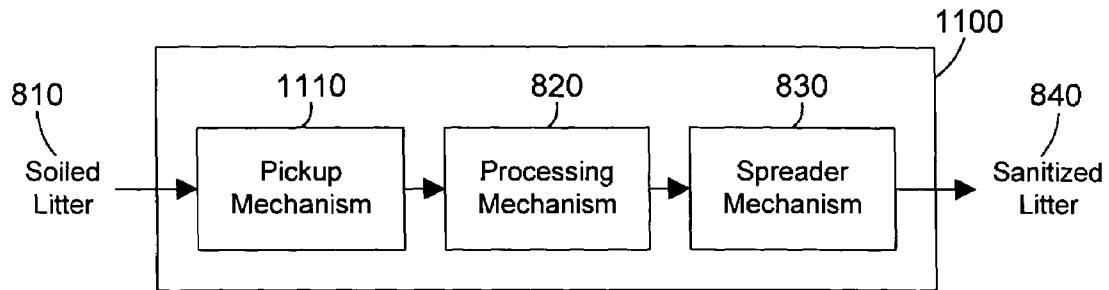 1100
810
1110
820
830
840
Soiled
Litter
Pickup
Mechanism
Processing
Mechanism
Spreader
Mechanism
Sanitized
Litter